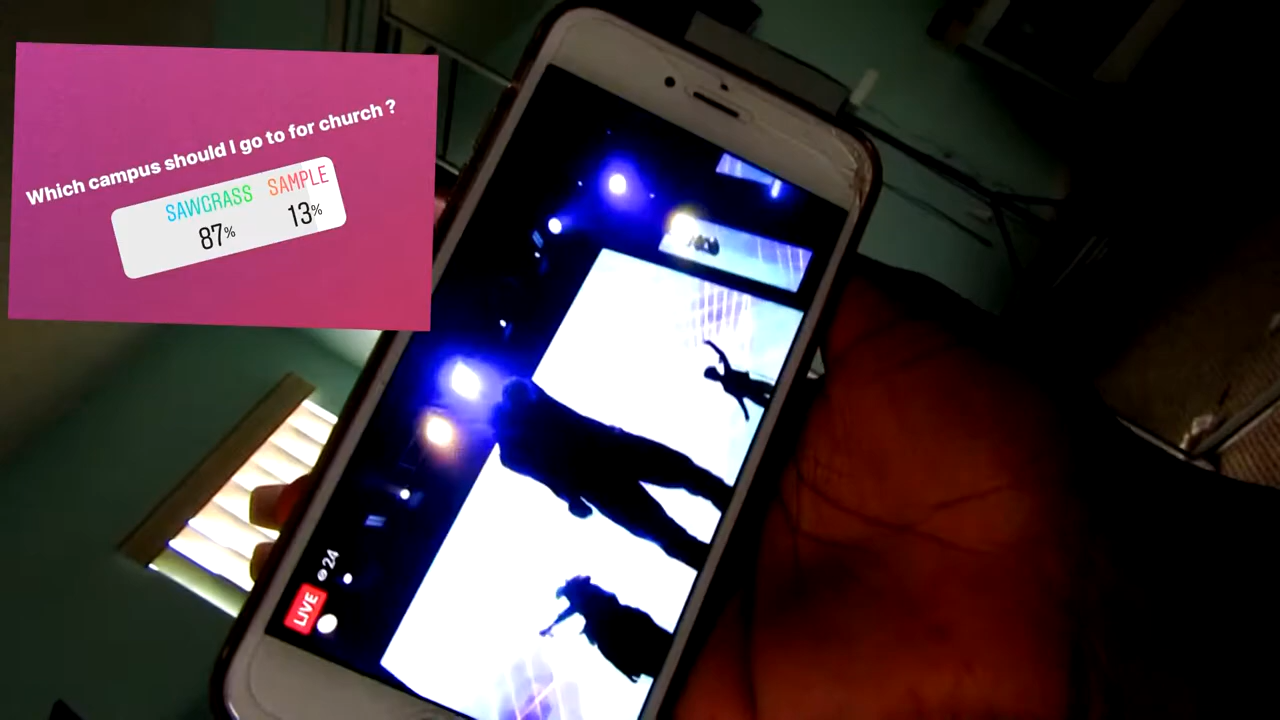 Which campus should I go to for church ?
SAWGRASS SAMPLE
87% 13%
24
LIVE